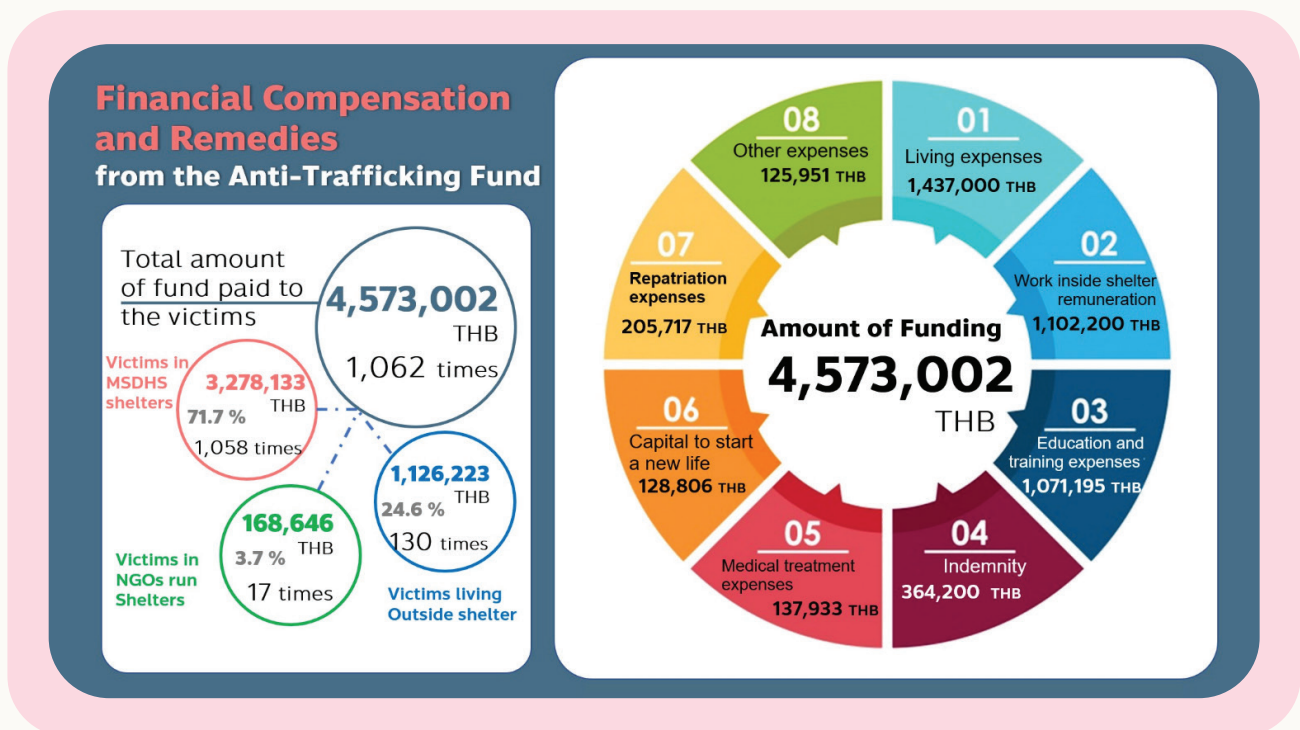 Financial Compensation
and Remedies
from the Anti-Trafficking Fund
Total amount
of fund paid to
the victims
4,573,002
THB
1,062 times
Victims in
MSDHS
shelters
3,278,133
THB
71.7 %
1,058 times
1,126,223
THB
24.6 %
130 times
Victims living
Outside shelter
168,646
THB
3.7 %
17 times
Victims in
NGOs run
Shelters
01
Living expenses
1,437,000 THB
02
Work inside shelter
remuneration
1,102,200 THB
03
Education and
training expenses
1,071,195 THB
04
Indemnity
364,200 THB
05
Medical treatment
expenses
137,933 THB
06
Capital to start
a new life
128,806 THB
07
Repatriation
expenses
205,717 THB
08
Other expenses
125,951 THB
Amount of Funding
4,573,002
THB